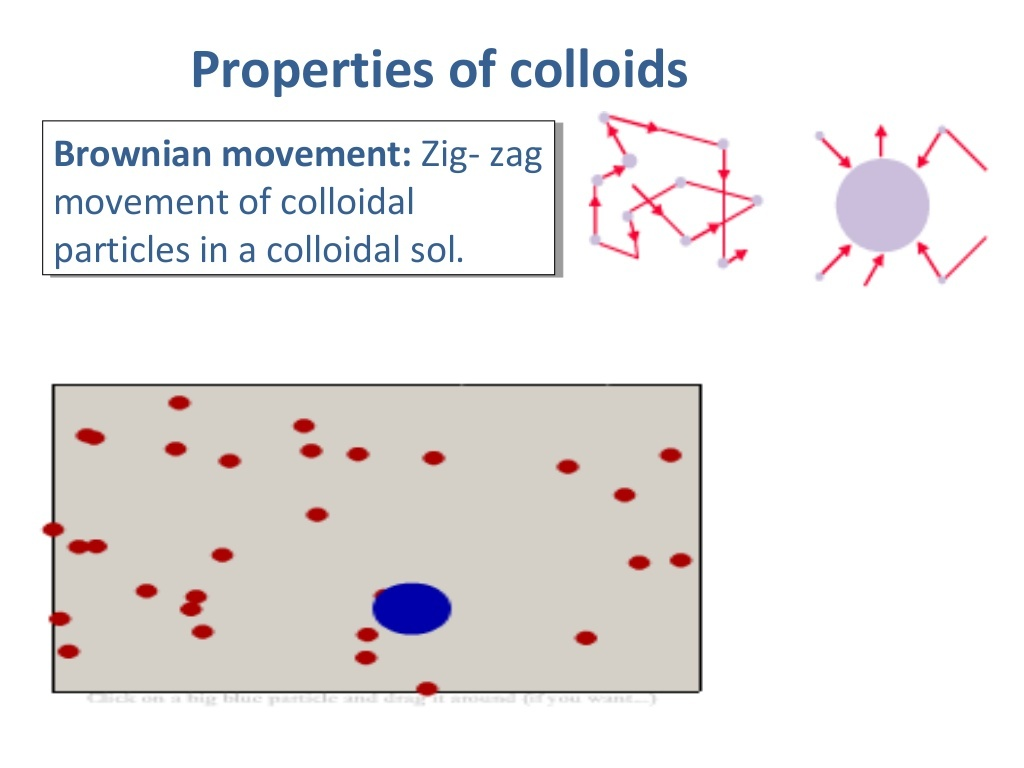 Properties of colloids
Brownian movement: Zig- zag
movement of colloidal
particles in a colloidal sol.
Click on a big blue particle and drag it around (if you want...)